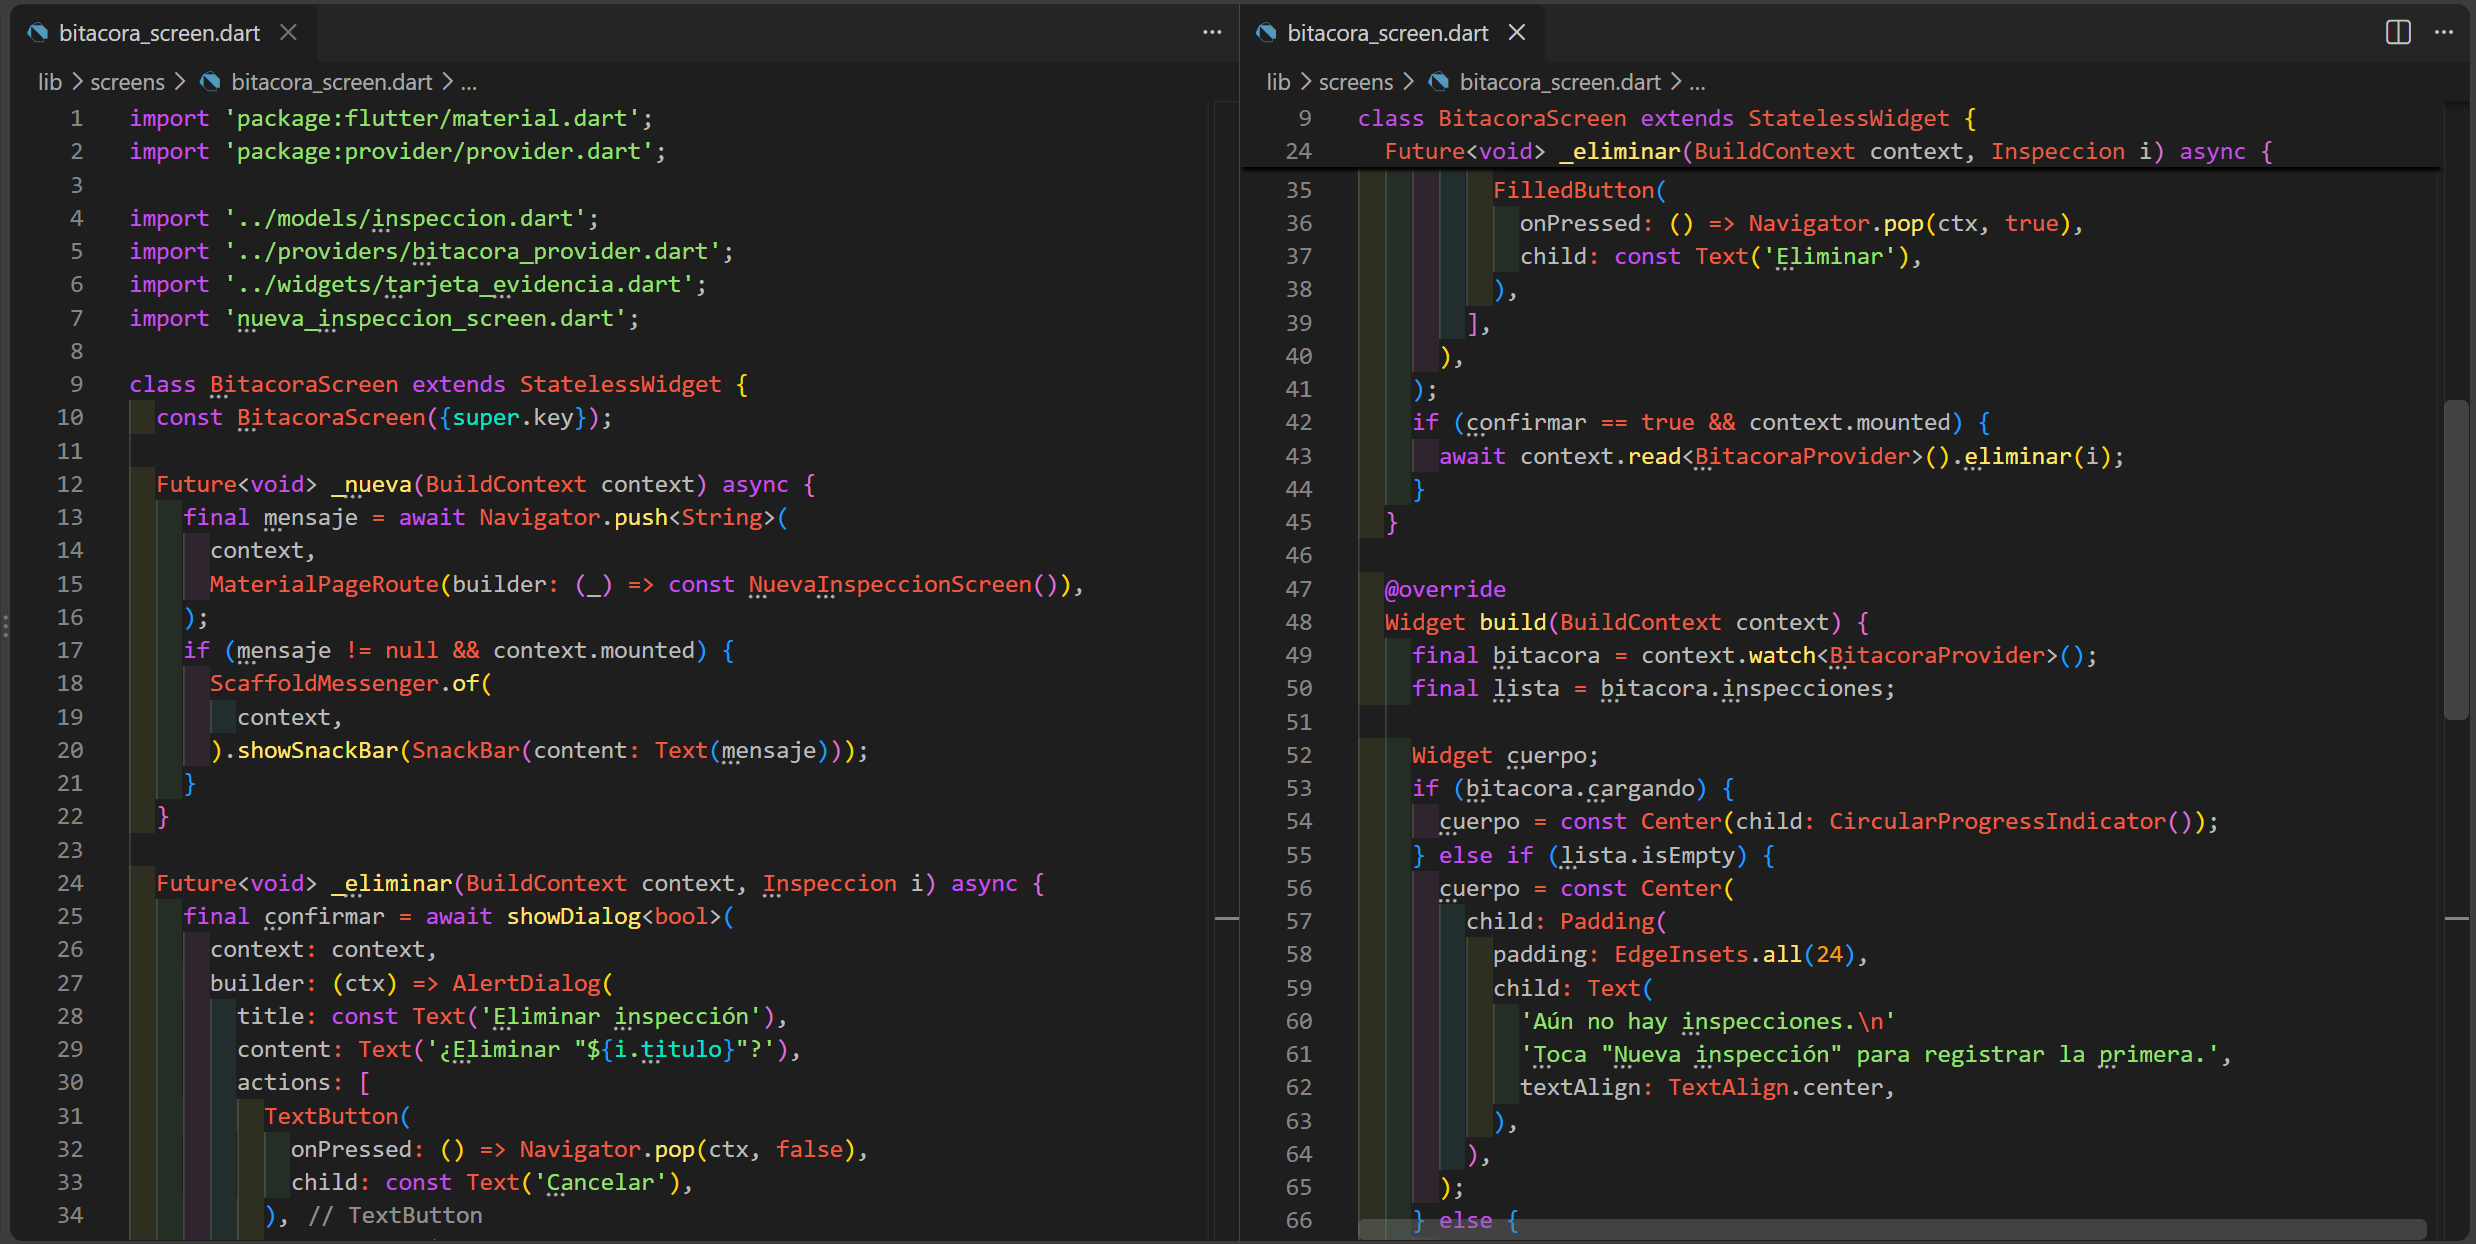 bitacora_screen.dart
lib > screens > bitacora_screen.dart > ...
1 import 'package:flutter/material.dart';
2 import 'package:provider/provider.dart';
3
4 import '../models/inspeccion.dart';
5 import '../providers/bitacora_provider.dart';
6 import '../widgets/tarjeta_evidencia.dart';
7 import 'nueva_inspeccion_screen.dart';
8
9 class BitacoraScreen extends StatelessWidget {
10   const BitacoraScreen({super.key});
11
12   Future<void> _nueva(BuildContext context) async {
13     final mensaje = await Navigator.push<String>(
14       context,
15       MaterialPageRoute(builder: (_) => const NuevaInspeccionScreen()),
16     );
17     if (mensaje != null && context.mounted) {
18       ScaffoldMessenger.of(
19         context,
20       ).showSnackBar(SnackBar(content: Text(mensaje)));
21     }
22   }
23
24   Future<void> _eliminar(BuildContext context, Inspeccion i) async {
25     final confirmar = await showDialog<bool>(
26       context: context,
27       builder: (ctx) => AlertDialog(
28         title: const Text('Eliminar inspección'),
29         content: Text('¿Eliminar "${i.titulo}"?'),
30         actions: [
31           TextButton(
32             onPressed: () => Navigator.pop(ctx, false),
33             child: const Text('Cancelar'),
34           ), // TextButton
bitacora_screen.dart
lib > screens > bitacora_screen.dart > ...
9 class BitacoraScreen extends StatelessWidget {
24   Future<void> _eliminar(BuildContext context, Inspeccion i) async {
35           FilledButton(
36             onPressed: () => Navigator.pop(ctx, true),
37             child: const Text('Eliminar'),
38           ),
39         ],
40       ),
41     );
42     if (confirmar == true && context.mounted) {
43       await context.read<BitacoraProvider>().eliminar(i);
44     }
45   }
46
47   @override
48   Widget build(BuildContext context) {
49     final bitacora = context.watch<BitacoraProvider>();
50     final lista = bitacora.inspecciones;
51
52     Widget cuerpo;
53     if (bitacora.cargando) {
54       cuerpo = const Center(child: CircularProgressIndicator());
55     } else if (lista.isEmpty) {
56       cuerpo = const Center(
57         child: Padding(
58           padding: EdgeInsets.all(24),
59           child: Text(
60             'Aún no hay inspecciones.\n'
61             'Toca "Nueva inspección" para registrar la primera.',
62             textAlign: TextAlign.center,
63           ),
64         ),
65       );
66     } else {